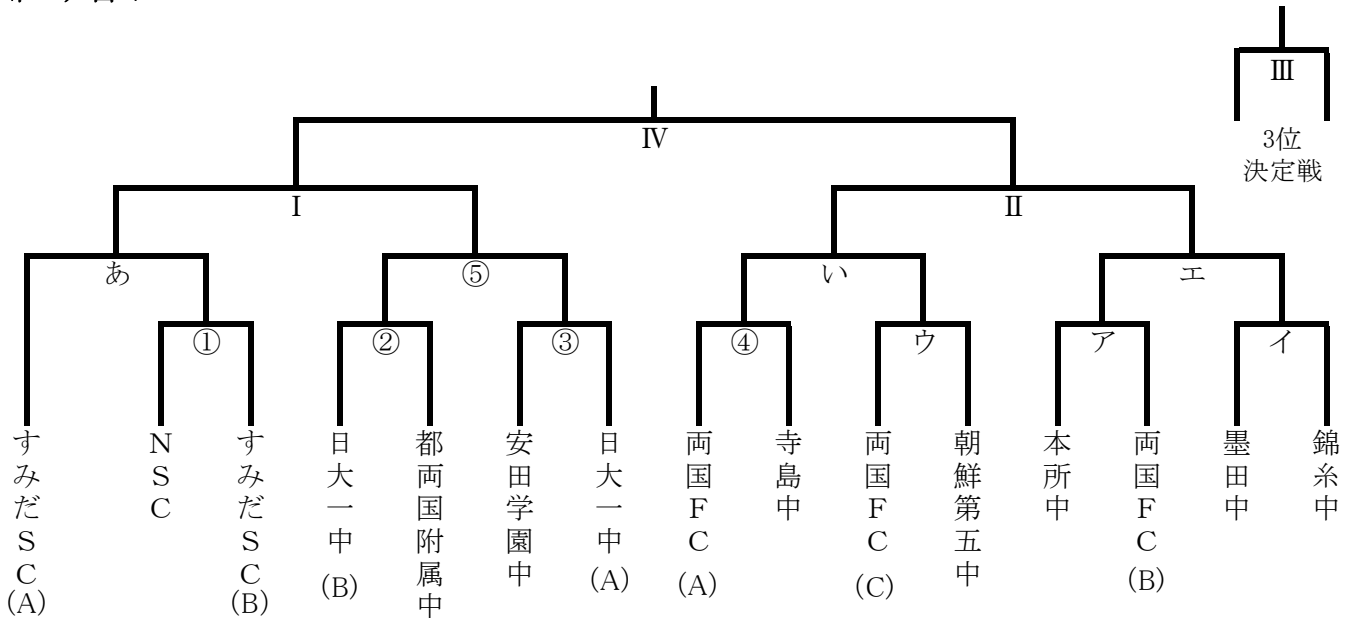 Ⅲ
3位
決定戦
Ⅳ
Ⅰ
Ⅱ
あ
⑤
い
エ
①
②
③
④
ウ
ア
イ
すみだSC(A)
NSC
すみだSC(B)
日大一中(B)
都両国附属中
安田学園中
日大一中(A)
両国FC(A)
寺島中
両国FC(C)
朝鮮第五中
本所中
両国FC(B)
墨田中
錦糸中